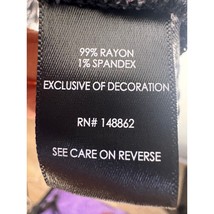 99% RAYON
1% SPANDEX
EXCLUSIVE OF DECORATION
RN# 148862
SEE CARE ON REVERSE